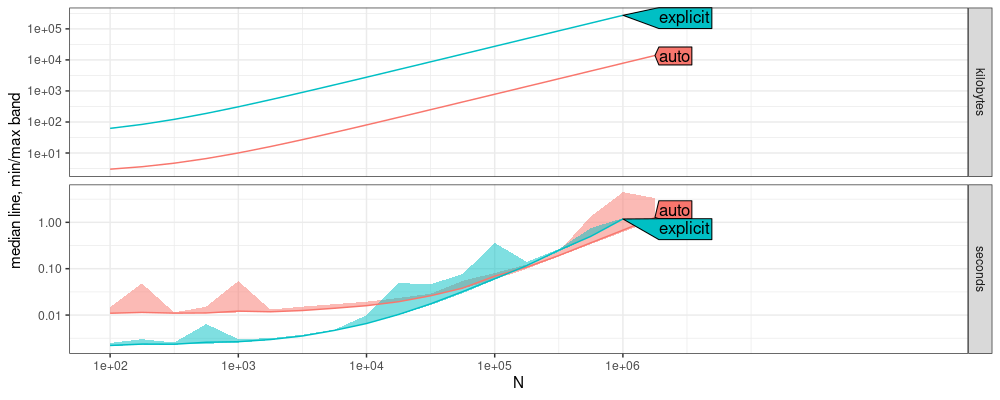 median line, min/max band
1e+05
1e+04
1e+03
1e+02
1e+01
explicit
auto
kilobytes
1.00
0.10
0.01
auto
explicit
seconds
1e+02
1e+03
1e+04
1e+05
1e+06
N